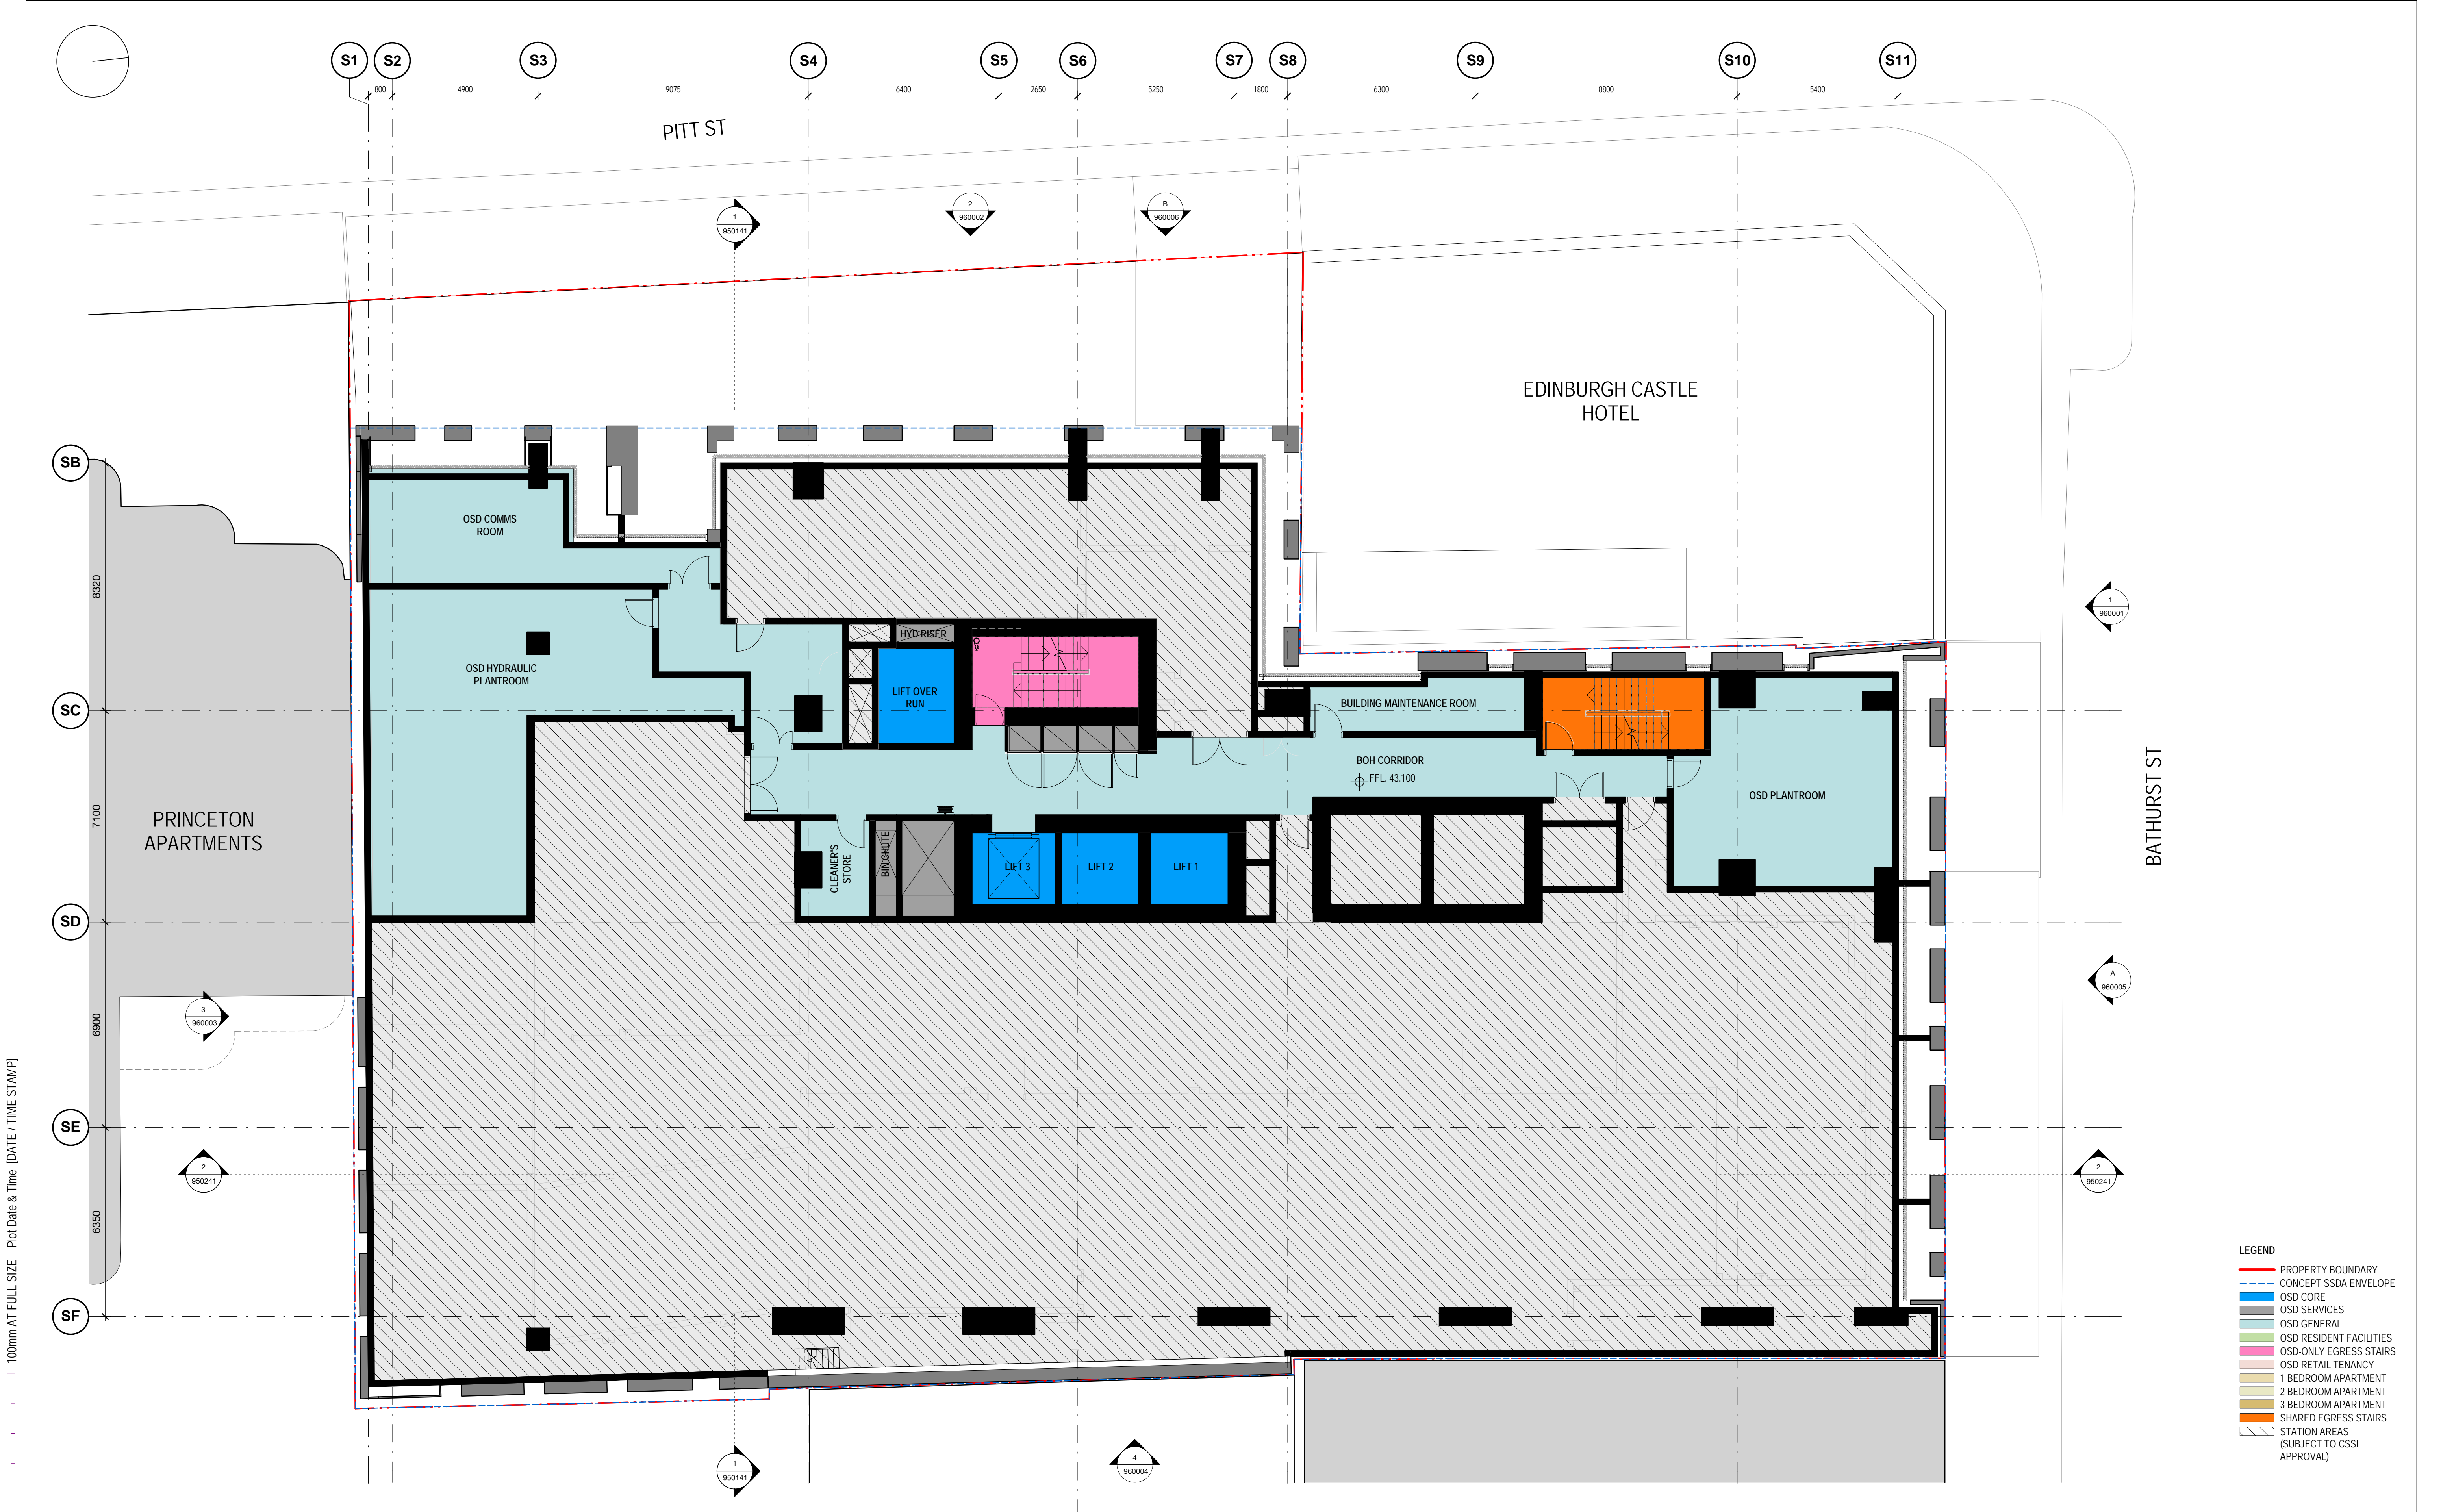 S1
S2
S3
S4
S5
S6
S7
S8
S9
S10
S11
800
4900
9075
6400
2650
5250
1800
6300
8800
5400
PITT ST
1
950141
2
960002
B
960006
EDINBURGH CASTLE
HOTEL
SB
OSD COMMS
ROOM
8320
1
960001
HYD RISER
OSD HYDRAULIC
PLANTROOM
LIFT OVER
RUN
SC
BUILDING MAINTENANCE ROOM
BOH CORRIDOR
FFL. 43.100
OSD PLANTROOM
BATHURST ST
7100
PRINCETON
APARTMENTS
CLEANER'S
STORE
BIN CHUTE
LIFT 3
LIFT 2
LIFT 1
SD
A
960005
3
960003
6900
SE
2
950241
2
950241
6350
SF
1
950141
4
960004
100mm AT FULL SIZE Plot Date & Time [DATE / TIME STAMP]
LEGEND
PROPERTY BOUNDARY
CONCEPT SSDA ENVELOPE
OSD CORE
OSD SERVICES
OSD GENERAL
OSD RESIDENT FACILITIES
OSD-ONLY EGRESS STAIRS
OSD RETAIL TENANCY
1 BEDROOM APARTMENT
2 BEDROOM APARTMENT
3 BEDROOM APARTMENT
SHARED EGRESS STAIRS
STATION AREAS
(SUBJECT TO CSSI
APPROVAL)